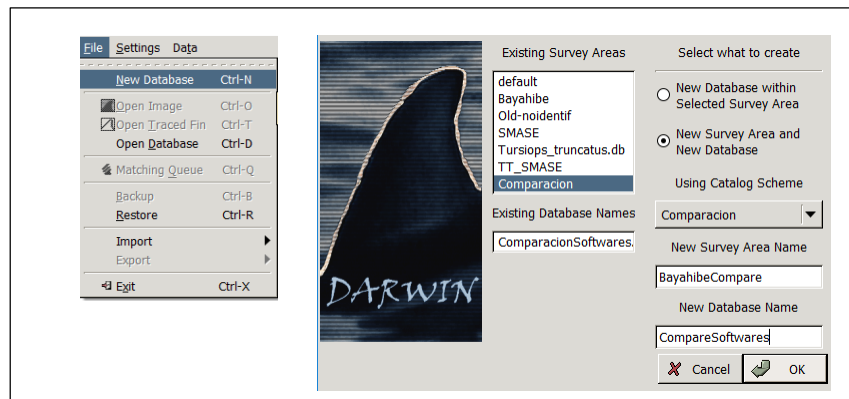 File Settings Data
New Database Ctrl-N
Open Image Ctrl-O
Open Traced Fin Ctrl-T
Open Database Ctrl-D
Matching Queue Ctrl-Q
Backup Ctrl-B
Restore Ctrl-R
Import
Export
Exit Ctrl-X
DARWIN
Existing Survey Areas
default
Bayahibe
Old-noidentif
SMASE
Tursiops_truncatus.db
TT_SMASE
Comparacion
Existing Database Names
ComparacionSoftwares.
Select what to create
New Database within
Selected Survey Area
New Survey Area and
New Database
Using Catalog Scheme
Comparacion
New Survey Area Name
BayahibeCompare
New Database Name
CompareSoftwares
Cancel OK